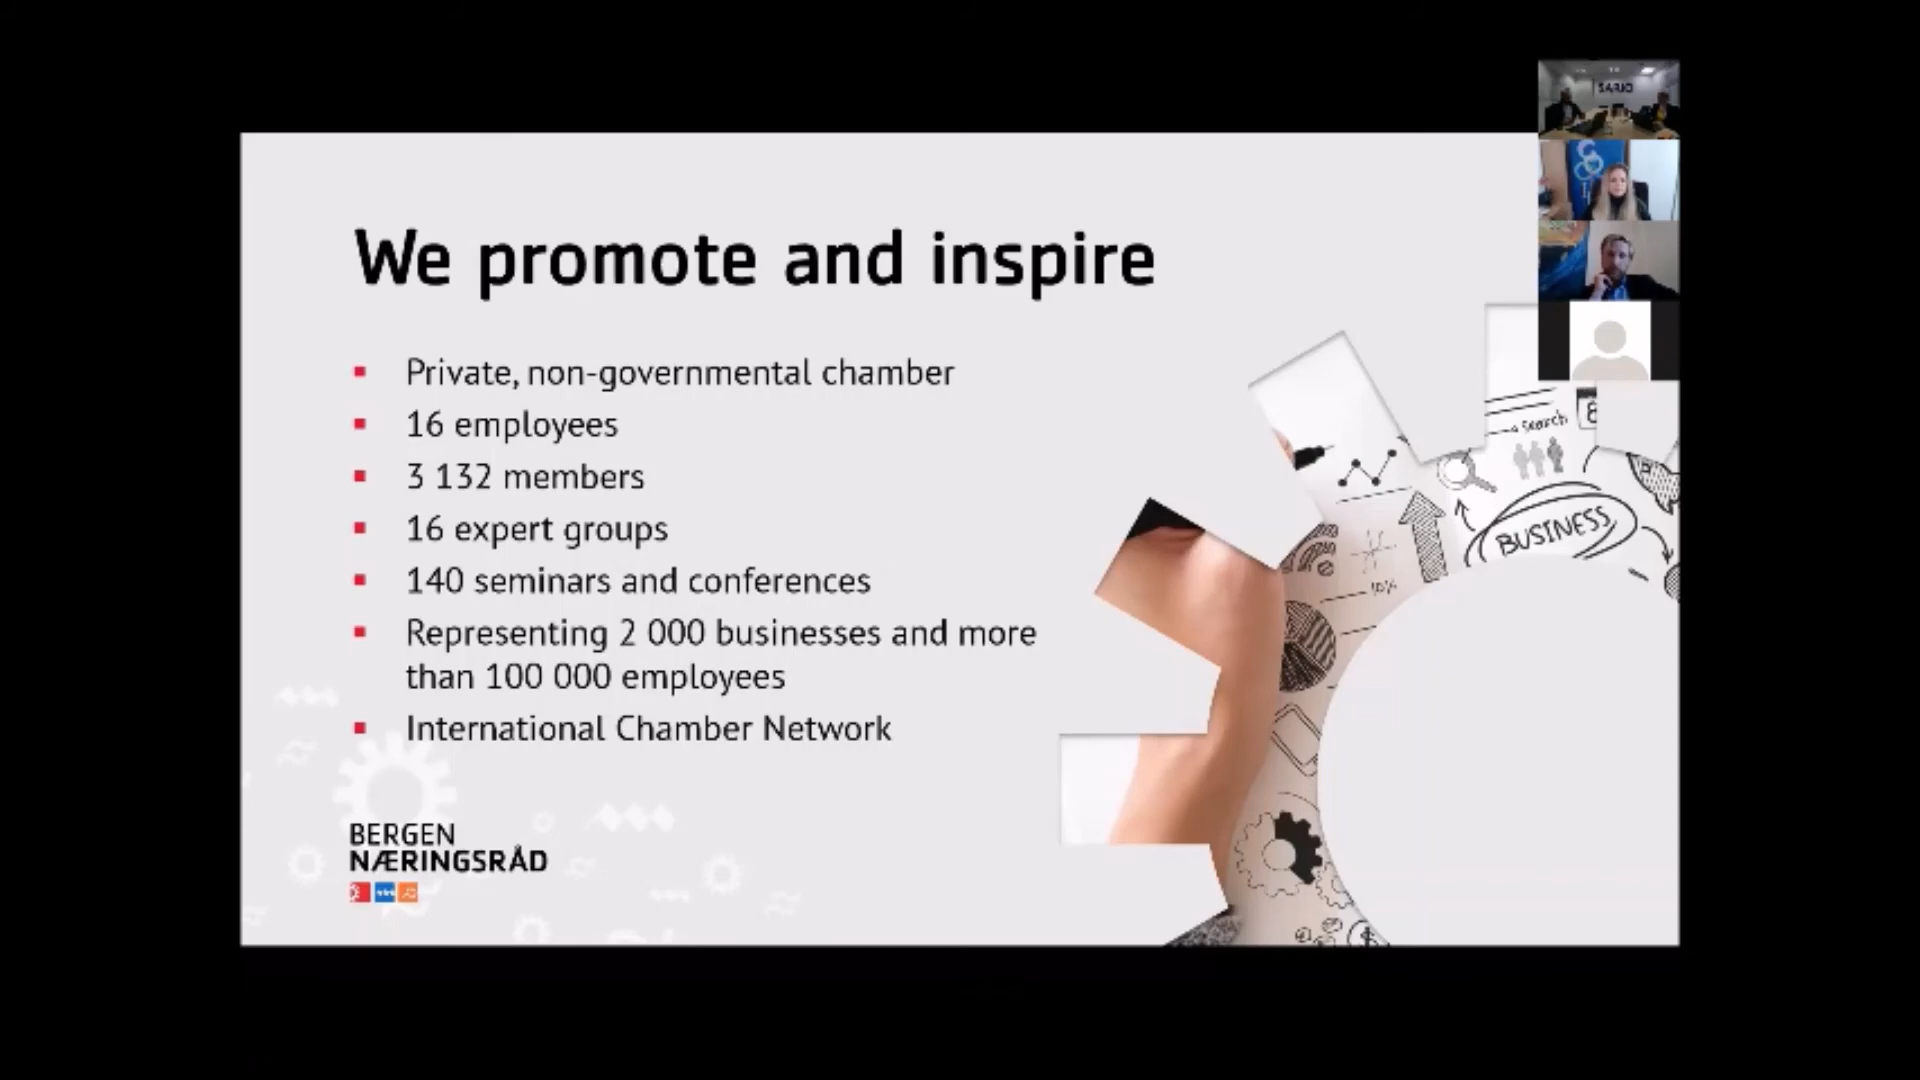 SARIO
We promote and inspire
Private, non-governmental chamber
16 employees
3 132 members
16 expert groups
140 seminars and conferences
Representing 2 000 businesses and more
than 100 000 employees
International Chamber Network
Search
BUSINESS
BERGEN
NÆRINGSRÅD